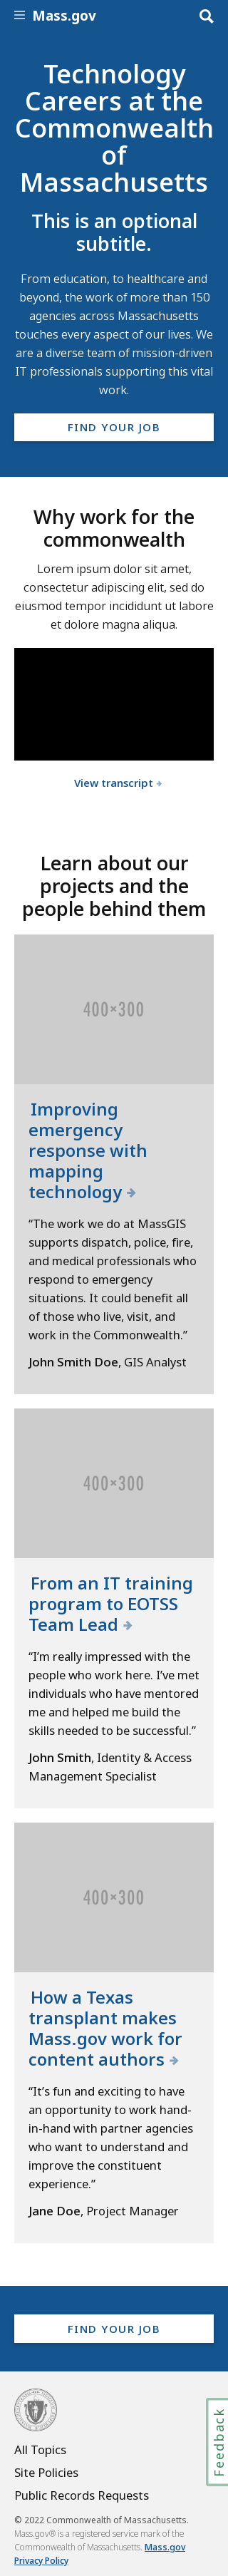 Mass.gov
Technology
Careers at the
Commonwealth
of
Massachusetts
This is an optional
subtitle.
From education, to healthcare and
beyond, the work of more than 150
agencies across Massachusetts
touches every aspect of our lives. We
are a diverse team of mission-driven
IT professionals supporting this vital
work.
FIND YOUR JOB
Why work for the
commonwealth
Lorem ipsum dolor sit amet,
consectetur adipiscing elit, sed do
eiusmod tempor incididunt ut labore
et dolore magna aliqua.
View transcript
Learn about our
projects and the
people behind them
400×300
Improving
emergency
response with
mapping
technology
“The work we do at MassGIS
supports dispatch, police, fire,
and medical professionals who
respond to emergency
situations. It could benefit all
of those who live, visit, and
work in the Commonwealth.”
John Smith Doe, GIS Analyst
400×300
From an IT training
program to EOTSS
Team Lead
“I’m really impressed with the
people who work here. I’ve met
individuals who have mentored
me and helped me build the
skills needed to be successful.”
John Smith, Identity & Access
Management Specialist
400×300
How a Texas
transplant makes
Mass.gov work for
content authors
“It’s fun and exciting to have
an opportunity to work hand-
in-hand with partner agencies
who want to understand and
improve the constituent
experience.”
Jane Doe, Project Manager
FIND YOUR JOB
Feedback
All Topics
Site Policies
Public Records Requests
© 2022 Commonwealth of Massachusetts.
Mass.gov® is a registered service mark of the
Commonwealth of Massachusetts. Mass.gov
Privacy Policy